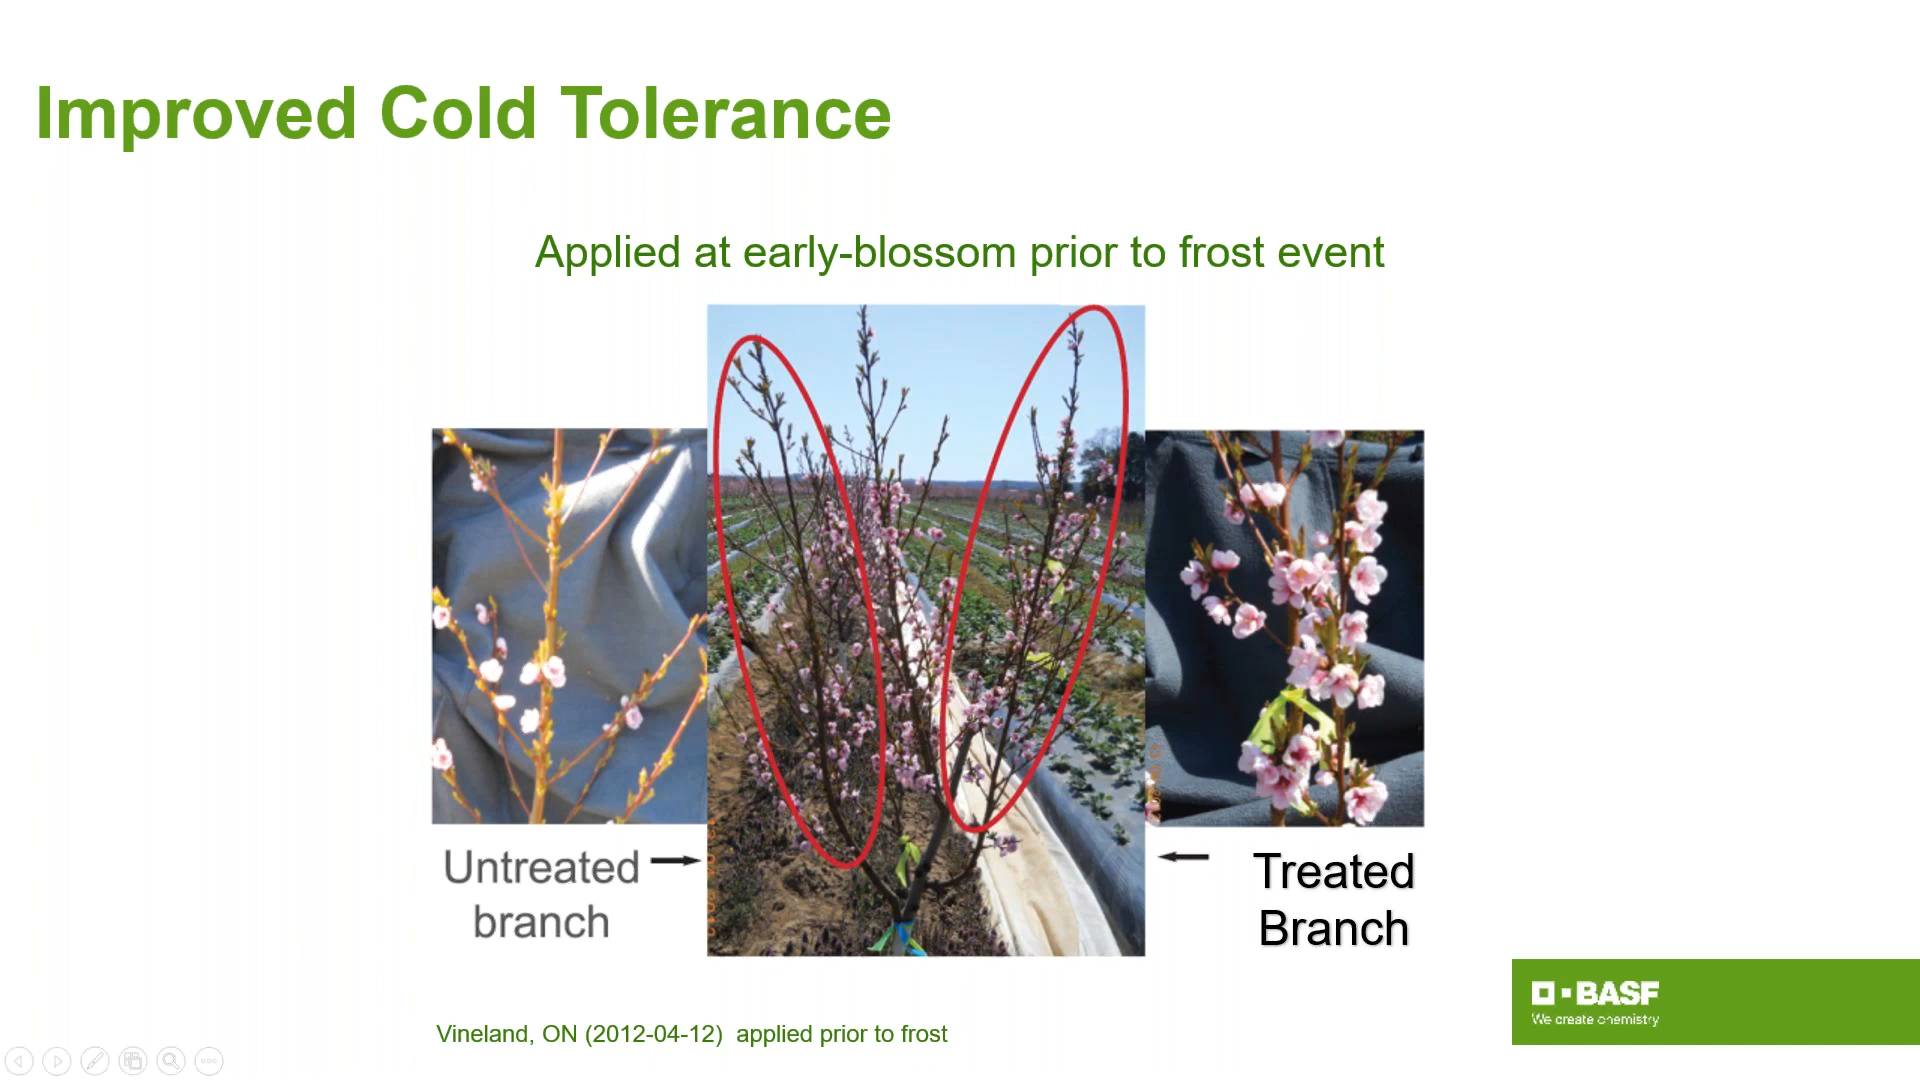 Improved Cold Tolerance
Applied at early-blossom prior to frost event
Untreated
branch
Treated
Branch
BASF
We create chemistry
Vineland, ON (2012-04-12)  applied prior to frost